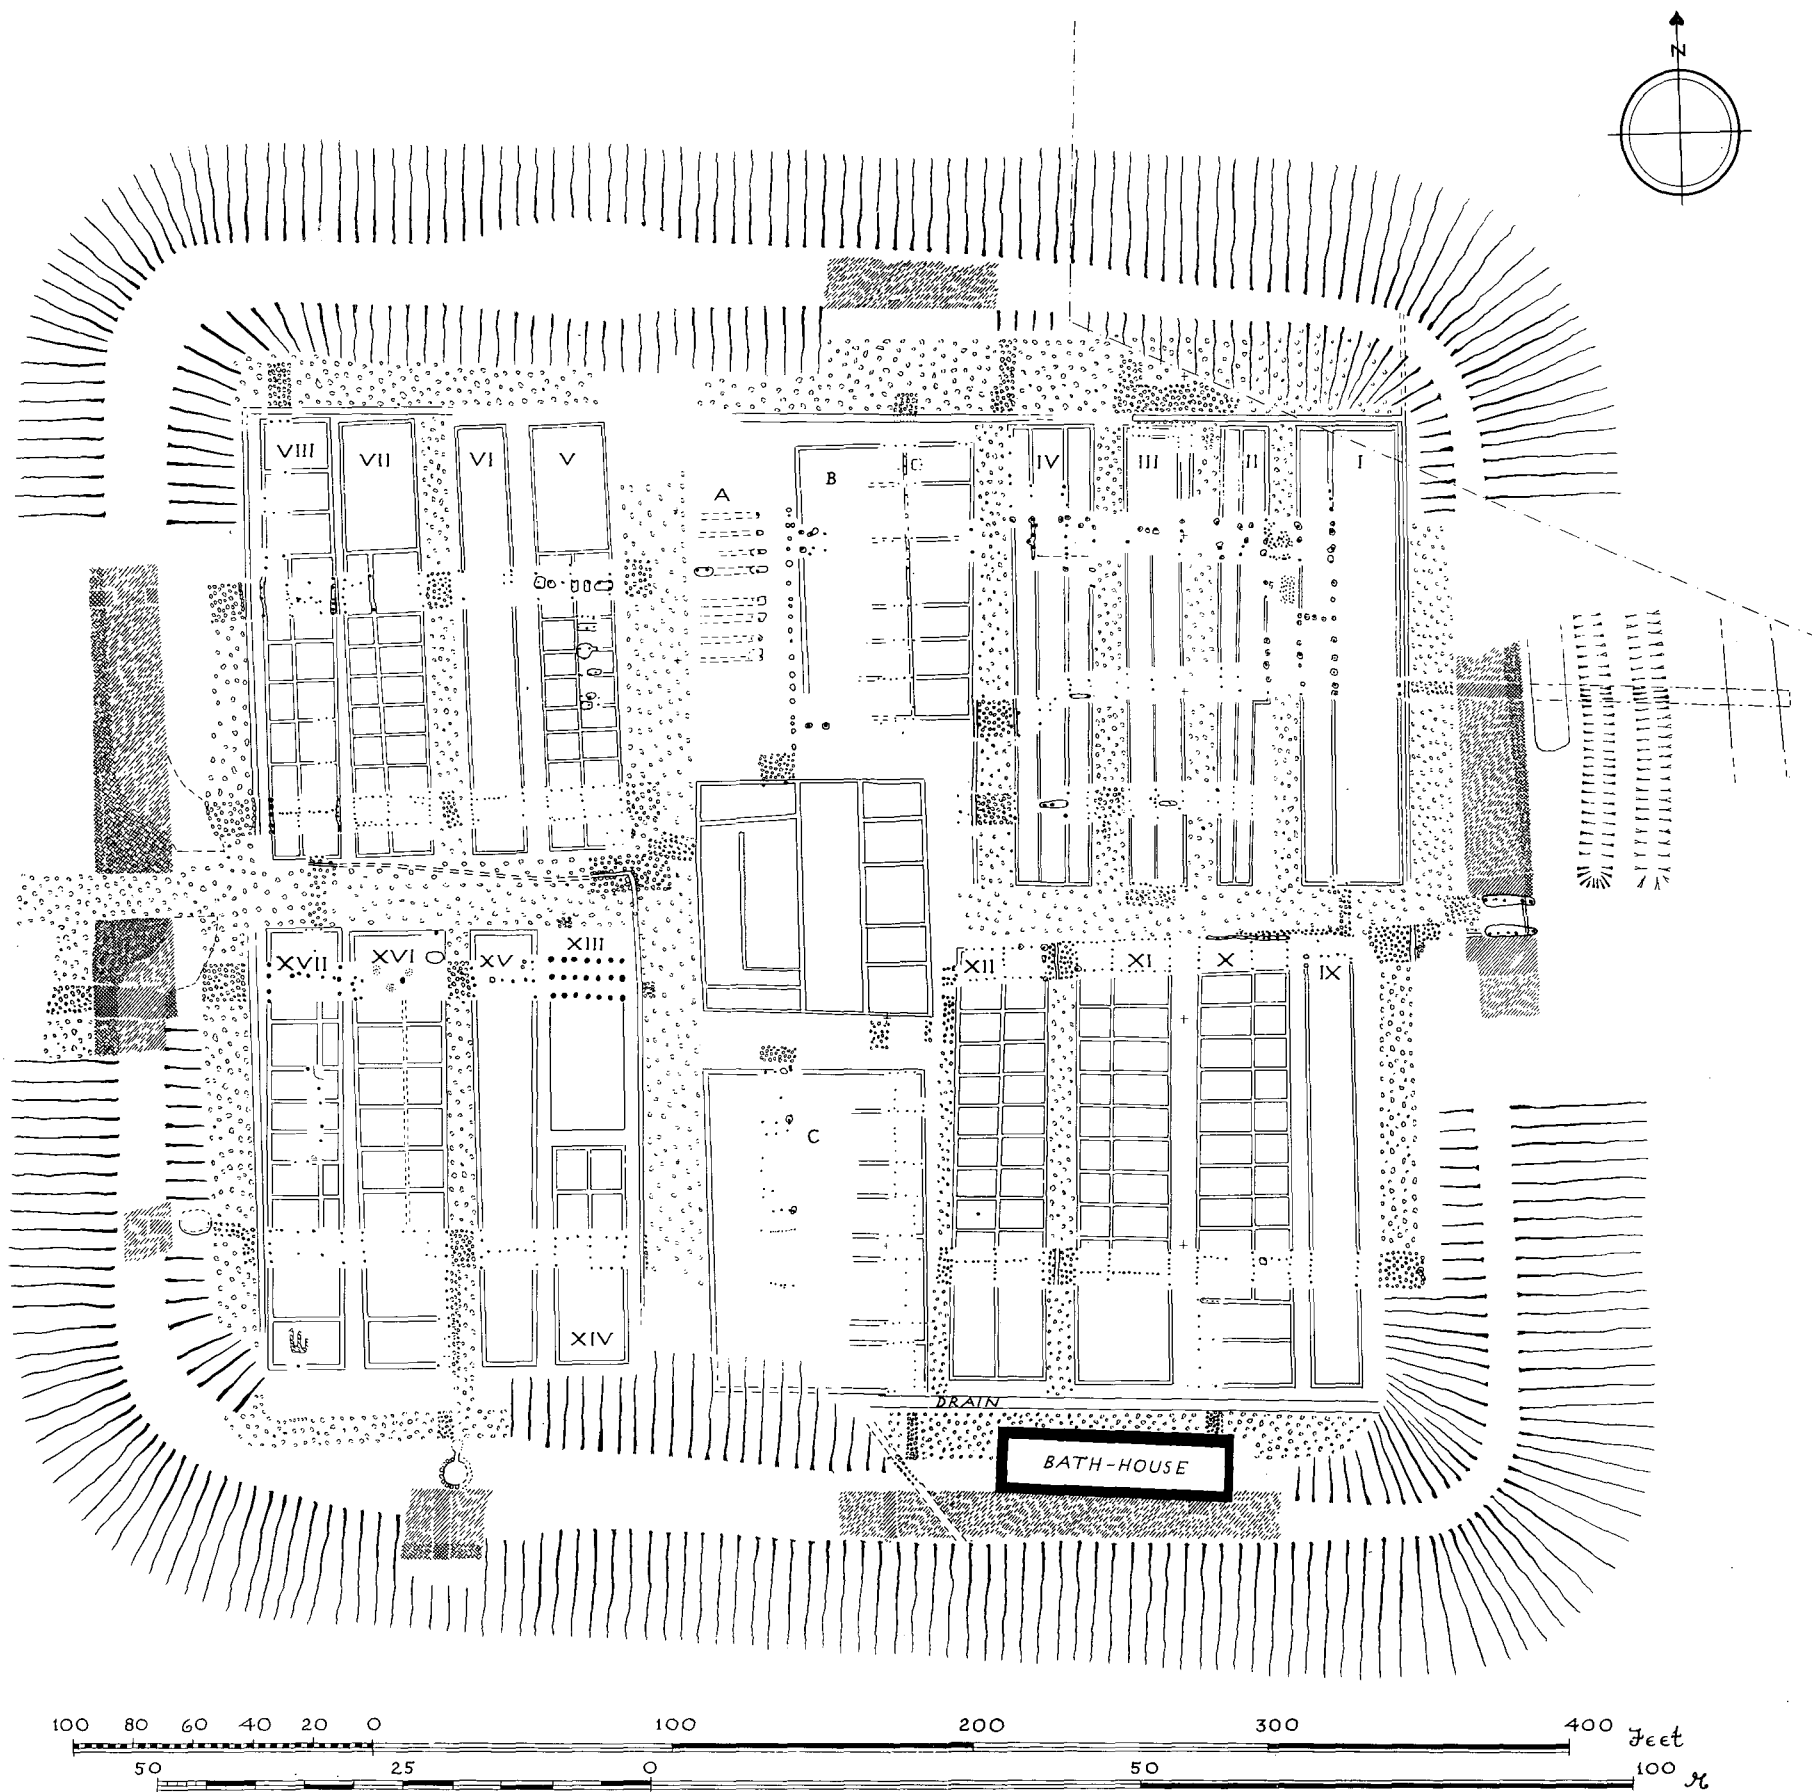 N
VIII
VII
VI
V
A
B
IV
III
II
I
XVII
XVI
XV
XIII
XII
XI
X
IX
C
XIV
DRAIN
BATH-HOUSE
100 80 60 40 20 0 100 200 300 400 Feet
50 25 0 50 100 M